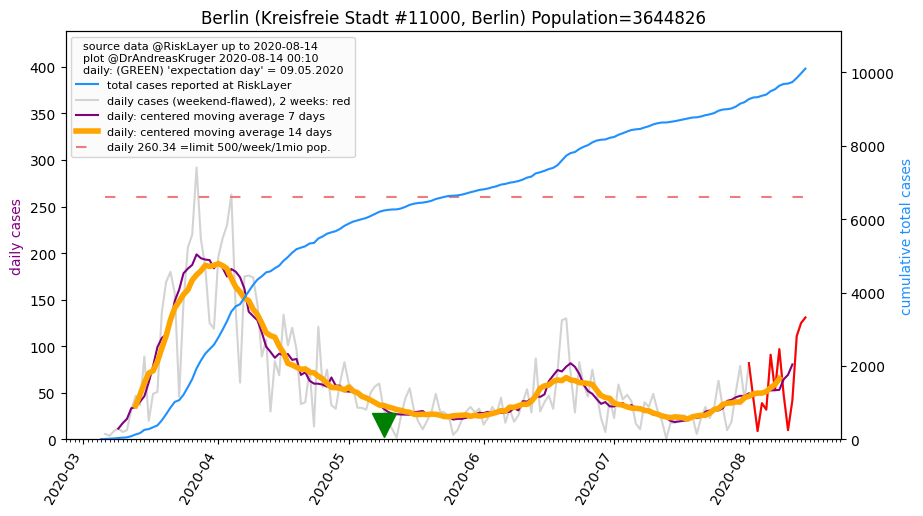 Berlin (Kreisfreie Stadt #11000, Berlin) Population=3644826
source data @RiskLayer up to 2020-08-14
plot @DrAndreasKruger 2020-08-14 00:10
daily: (GREEN) 'expectation day' = 09.05.2020
total cases reported at RiskLayer
daily cases (weekend-flawed), 2 weeks: red
daily: centered moving average 7 days
daily: centered moving average 14 days
daily 260.34 =limit 500/week/1mio pop.
daily cases
400
350
300
250
200
150
100
50
0
cumulative total cases
10000
8000
6000
4000
2000
0
2020-03
2020-04
2020-05
2020-06
2020-07
2020-08